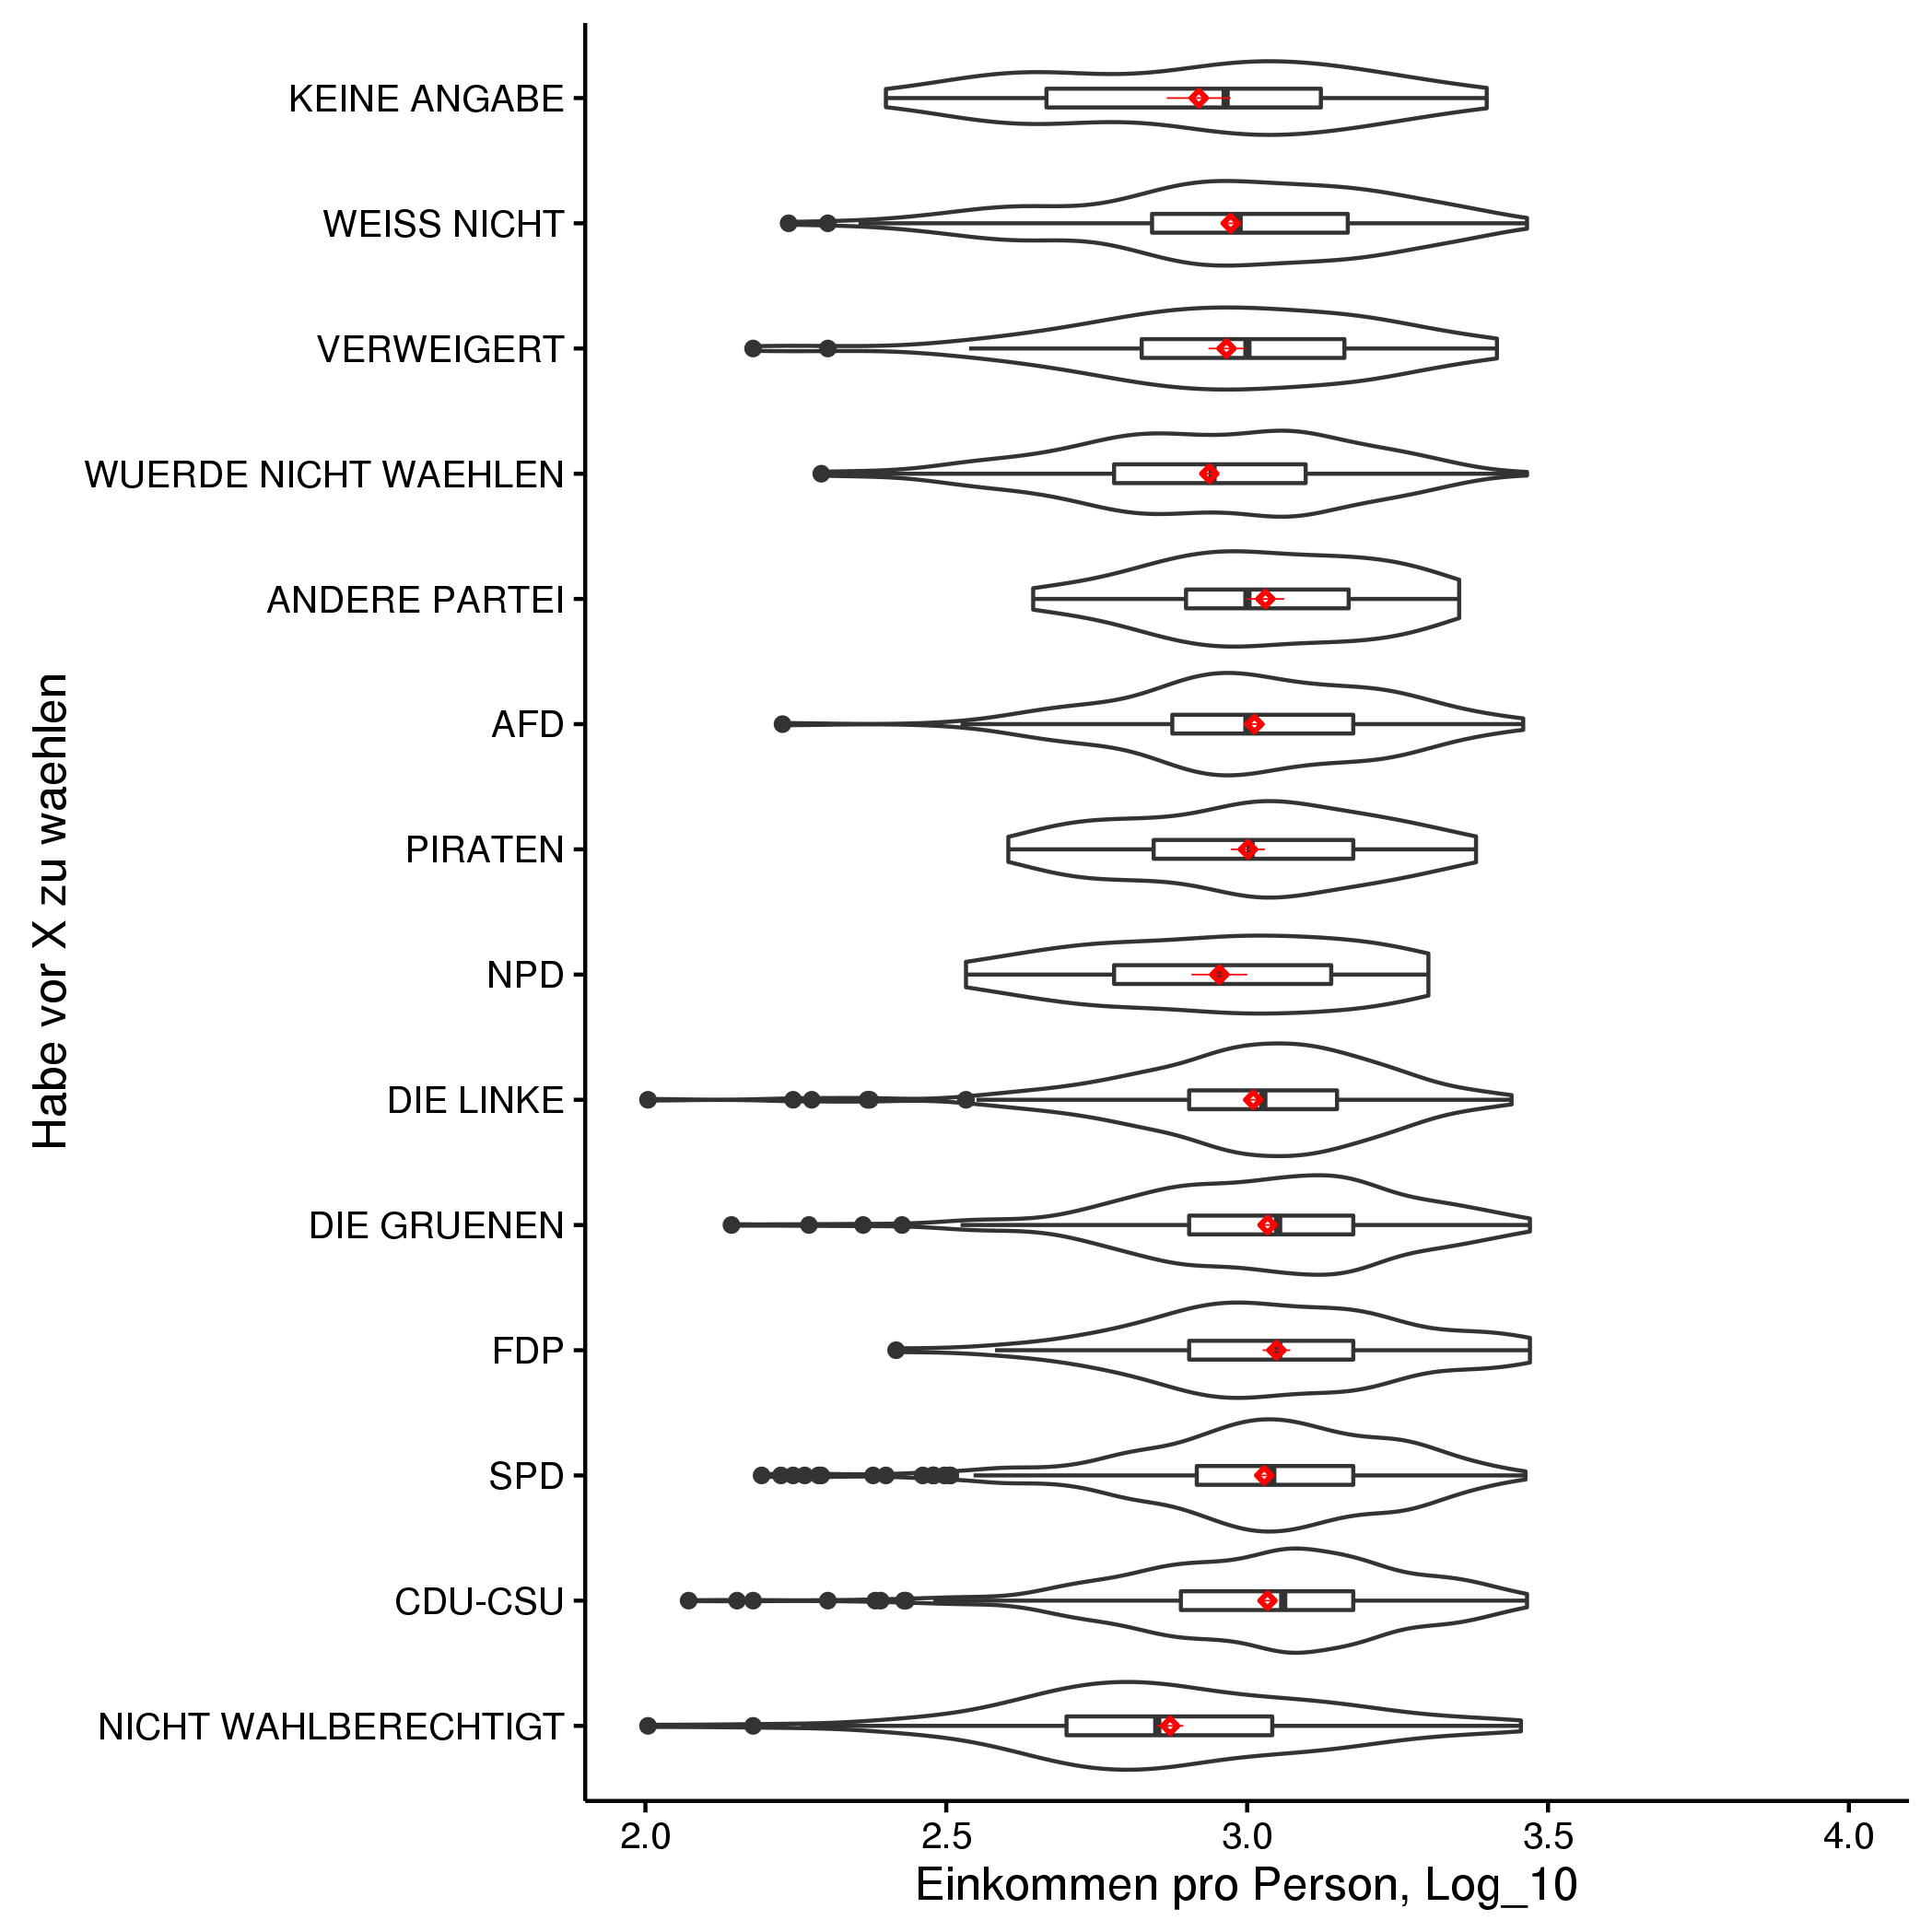 KEINE ANGABE
WEISS NICHT
VERWEIGERT
WUERDE NICHT WAEHLEN
ANDERE PARTEI
AFD
PIRATEN
NPD
DIE LINKE
DIE GRUENEN
FDP
SPD
CDU-CSU
NICHT WAHLBERECHTIGT
Habe vor X zu waehlen
2.0 2.5 3.0 3.5 4.0
Einkommen pro Person, Log_10